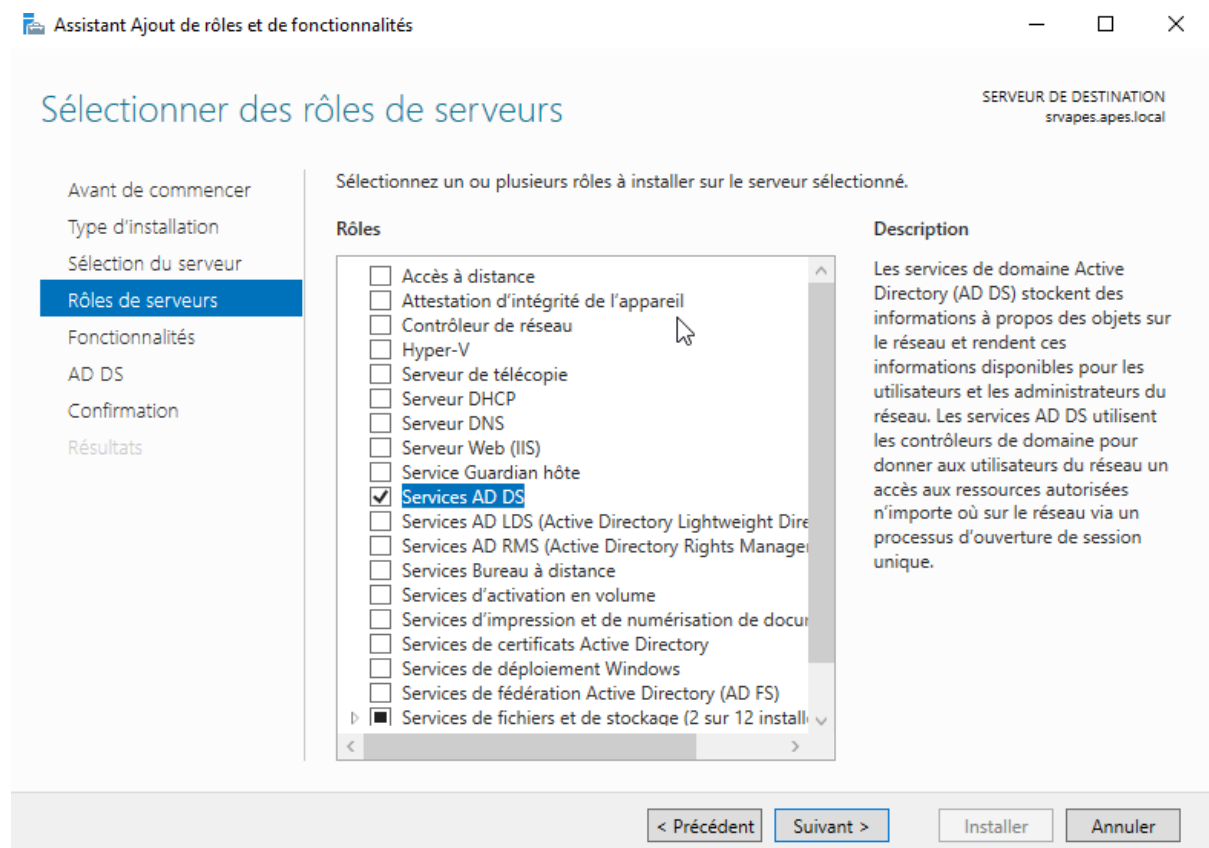 Assistant Ajout de rôles et de fonctionnalités
Sélectionner des rôles de serveurs
SERVEUR DE DESTINATION
srvapes.apes.local
Avant de commencer
Type d'installation
Sélection du serveur
Rôles de serveurs
Fonctionnalités
AD DS
Confirmation
Résultats
Sélectionnez un ou plusieurs rôles à installer sur le serveur sélectionné.
Rôles
Accès à distance
Attestation d'intégrité de l'appareil
Contrôleur de réseau
Hyper-V
Serveur de télécopie
Serveur DHCP
Serveur DNS
Serveur Web (IIS)
Service Guardian hôte
Services AD DS
Services AD LDS (Active Directory Lightweight Dire
Services AD RMS (Active Directory Rights Manage
Services Bureau à distance
Services d'activation en volume
Services d'impression et de numérisation de docu
Services de certificats Active Directory
Services de déploiement Windows
Services de fédération Active Directory (AD FS)
Services de fichiers et de stockage (2 sur 12 install
Description
Les services de domaine Active
Directory (AD DS) stockent des
informations à propos des objets sur
le réseau et rendent ces
informations disponibles pour les
utilisateurs et les administrateurs du
réseau. Les services AD DS utilisent
les contrôleurs de domaine pour
donner aux utilisateurs du réseau un
accès aux ressources autorisées
n'importe où sur le réseau via un
processus d'ouverture de session
unique.
< Précédent
Suivant >
Installer
Annuler